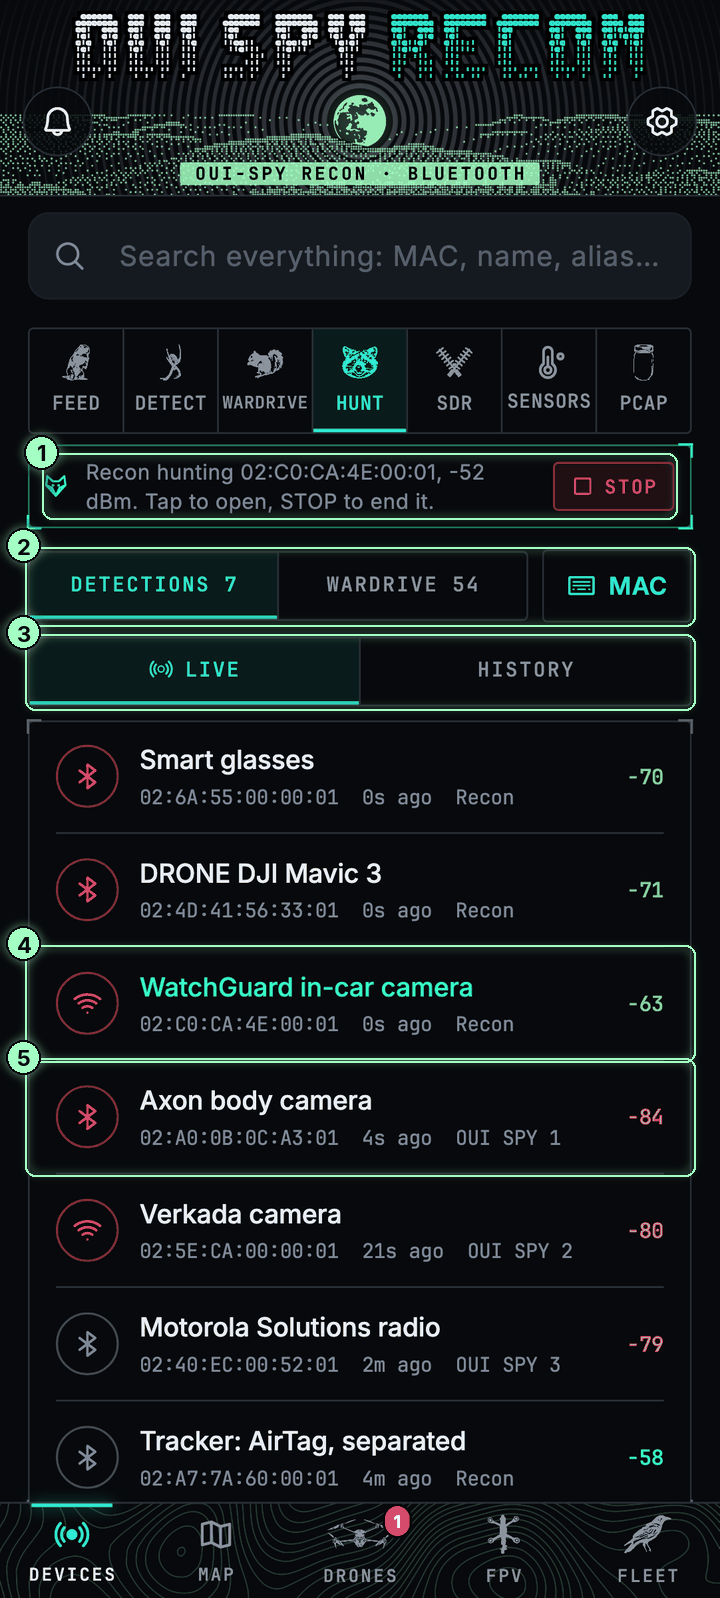 OUI SPY RECON
OUI-SPY RECON · BLUETOOTH
Search everything: MAC, name, alias...
FEED DETECT WARDRIVE HUNT SDR SENSORS PCAP
1
Recon hunting 02:C0:CA:4E:00:01, -52
dBm. Tap to open, STOP to end it.
STOP
2
DETECTIONS 7 WARDRIVE 54 MAC
3
LIVE HISTORY
Smart glasses
02:6A:55:00:00:01 0s ago Recon
-70
DRONE DJI Mavic 3
02:4D:41:56:33:01 0s ago Recon
-71
4
WatchGuard in-car camera
02:C0:CA:4E:00:01 0s ago Recon
-63
5
Axon body camera
02:A0:0B:0C:A3:01 4s ago OUI SPY 1
-84
Verkada camera
02:5E:CA:00:00:01 21s ago OUI SPY 2
-80
Motorola Solutions radio
02:40:EC:00:52:01 2m ago OUI SPY 3
-79
Tracker: AirTag, separated
02:A7:7A:60:00:01 4m ago Recon
-58
1
DEVICES MAP DRONES FPV FLEET